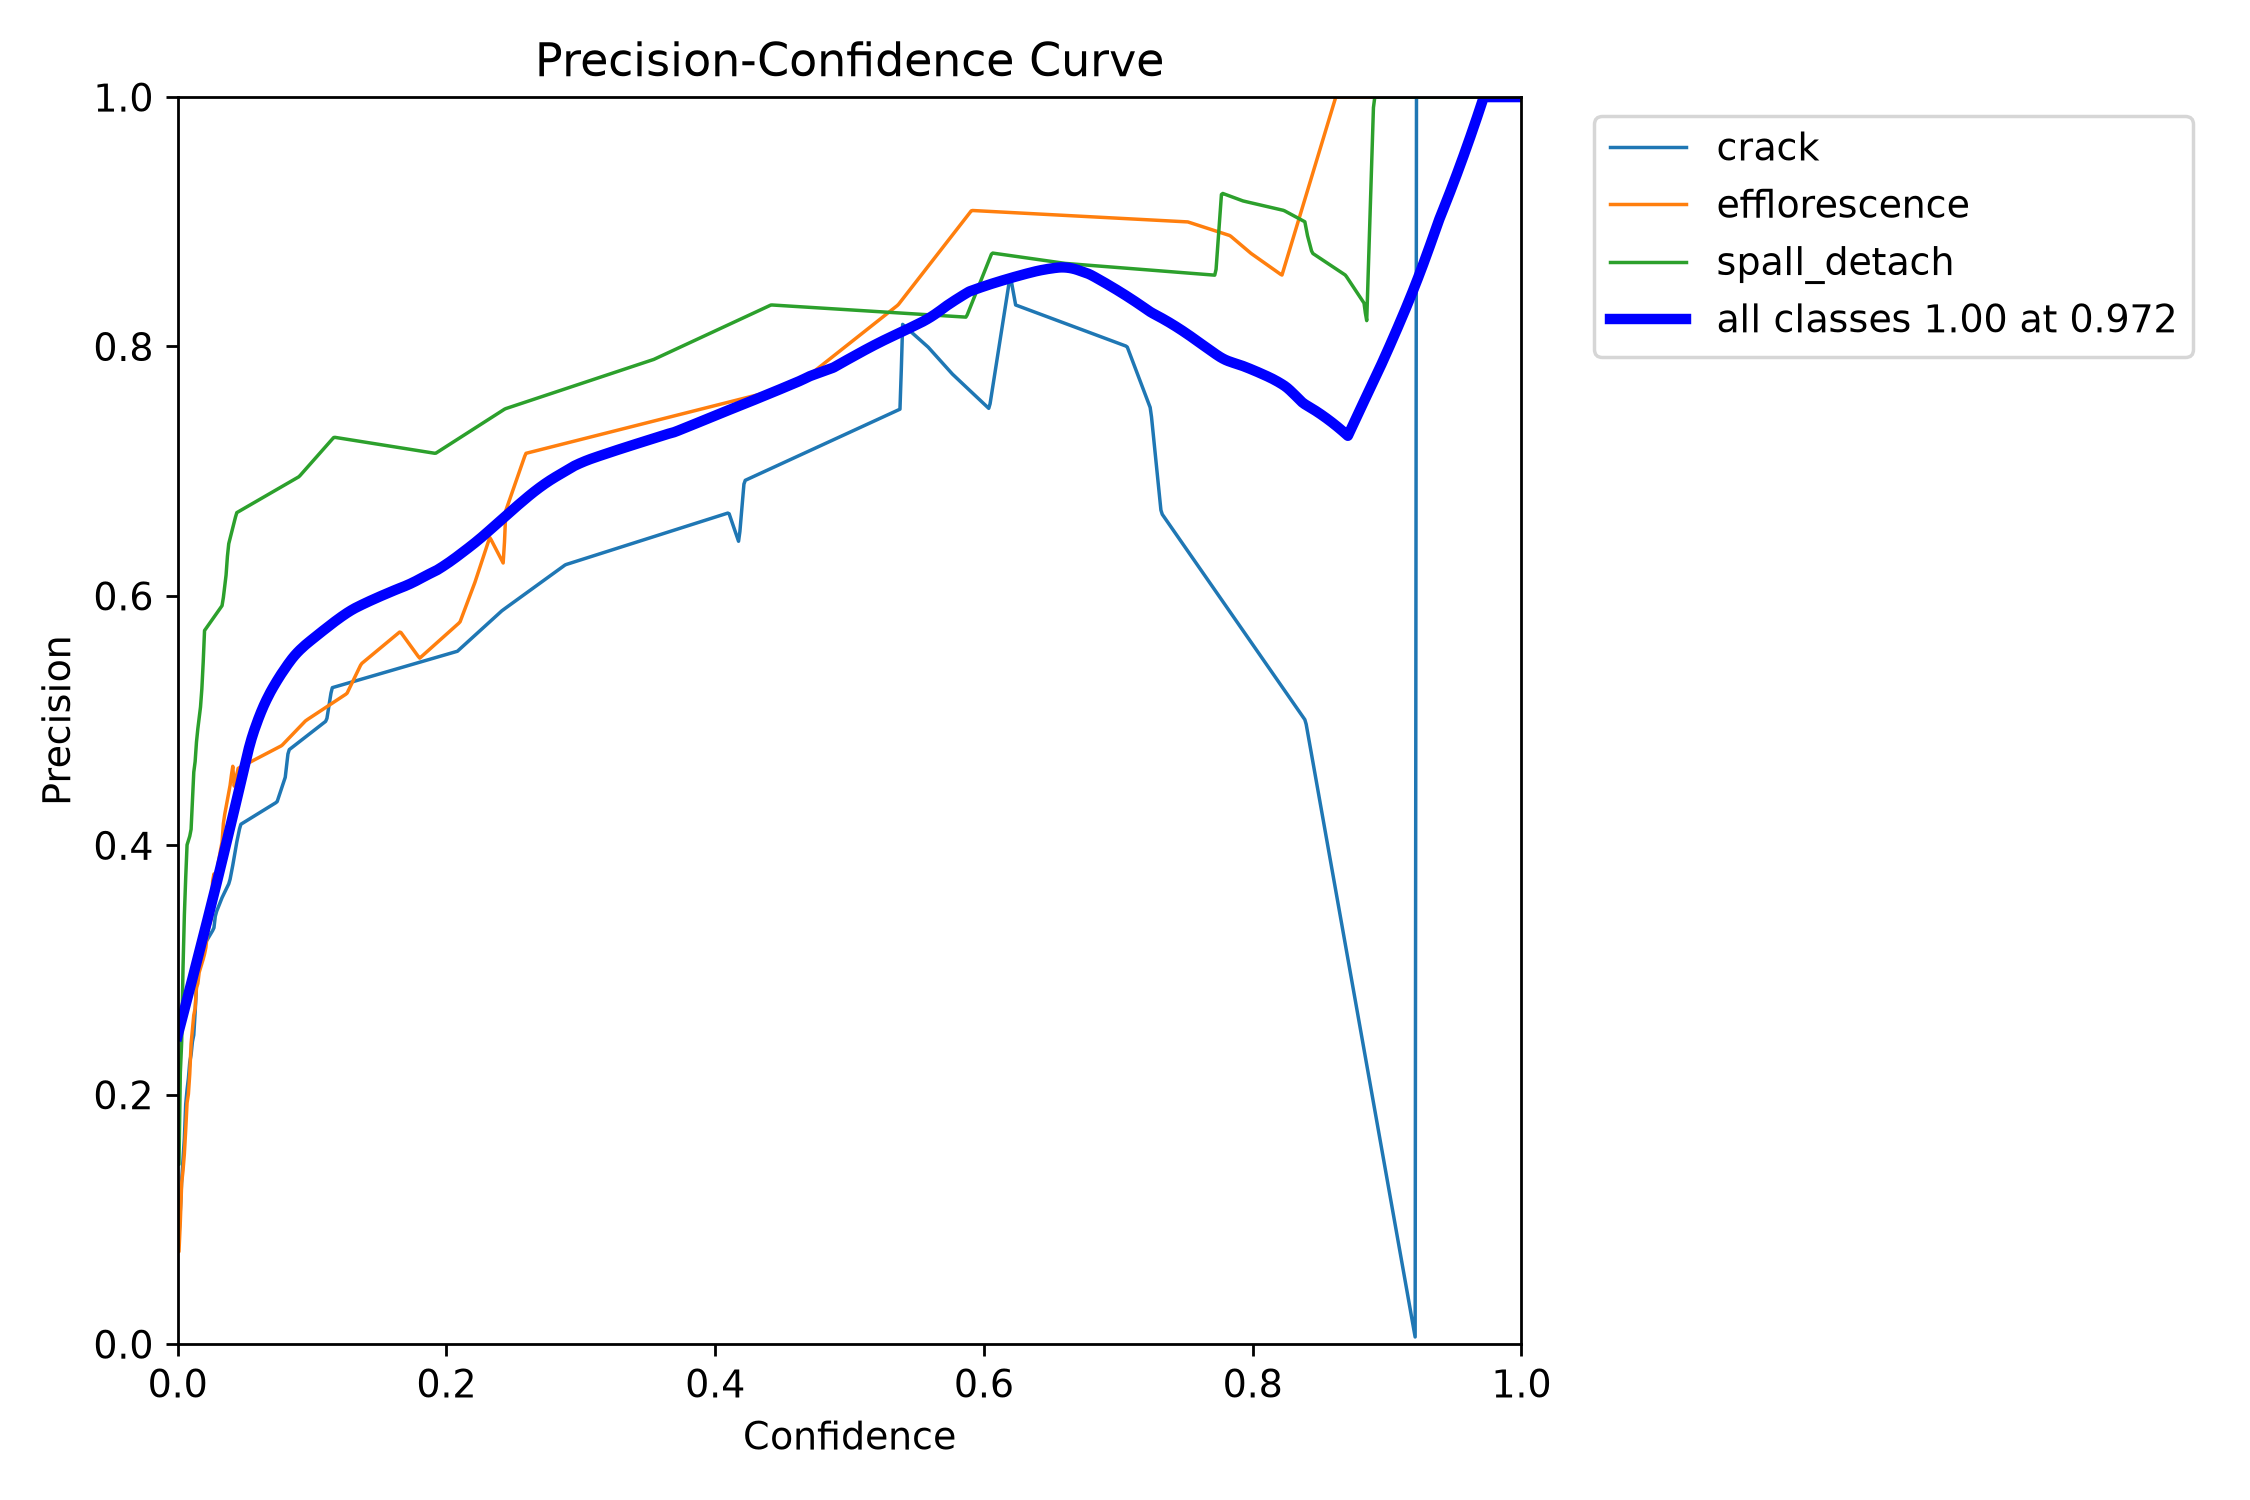 Precision-Confidence Curve
1.0
0.8
0.6
0.4
0.2
0.0
Precision
0.0 0.2 0.4 0.6 0.8 1.0
Confidence
crack
efflorescence
spall_detach
all classes 1.00 at 0.972